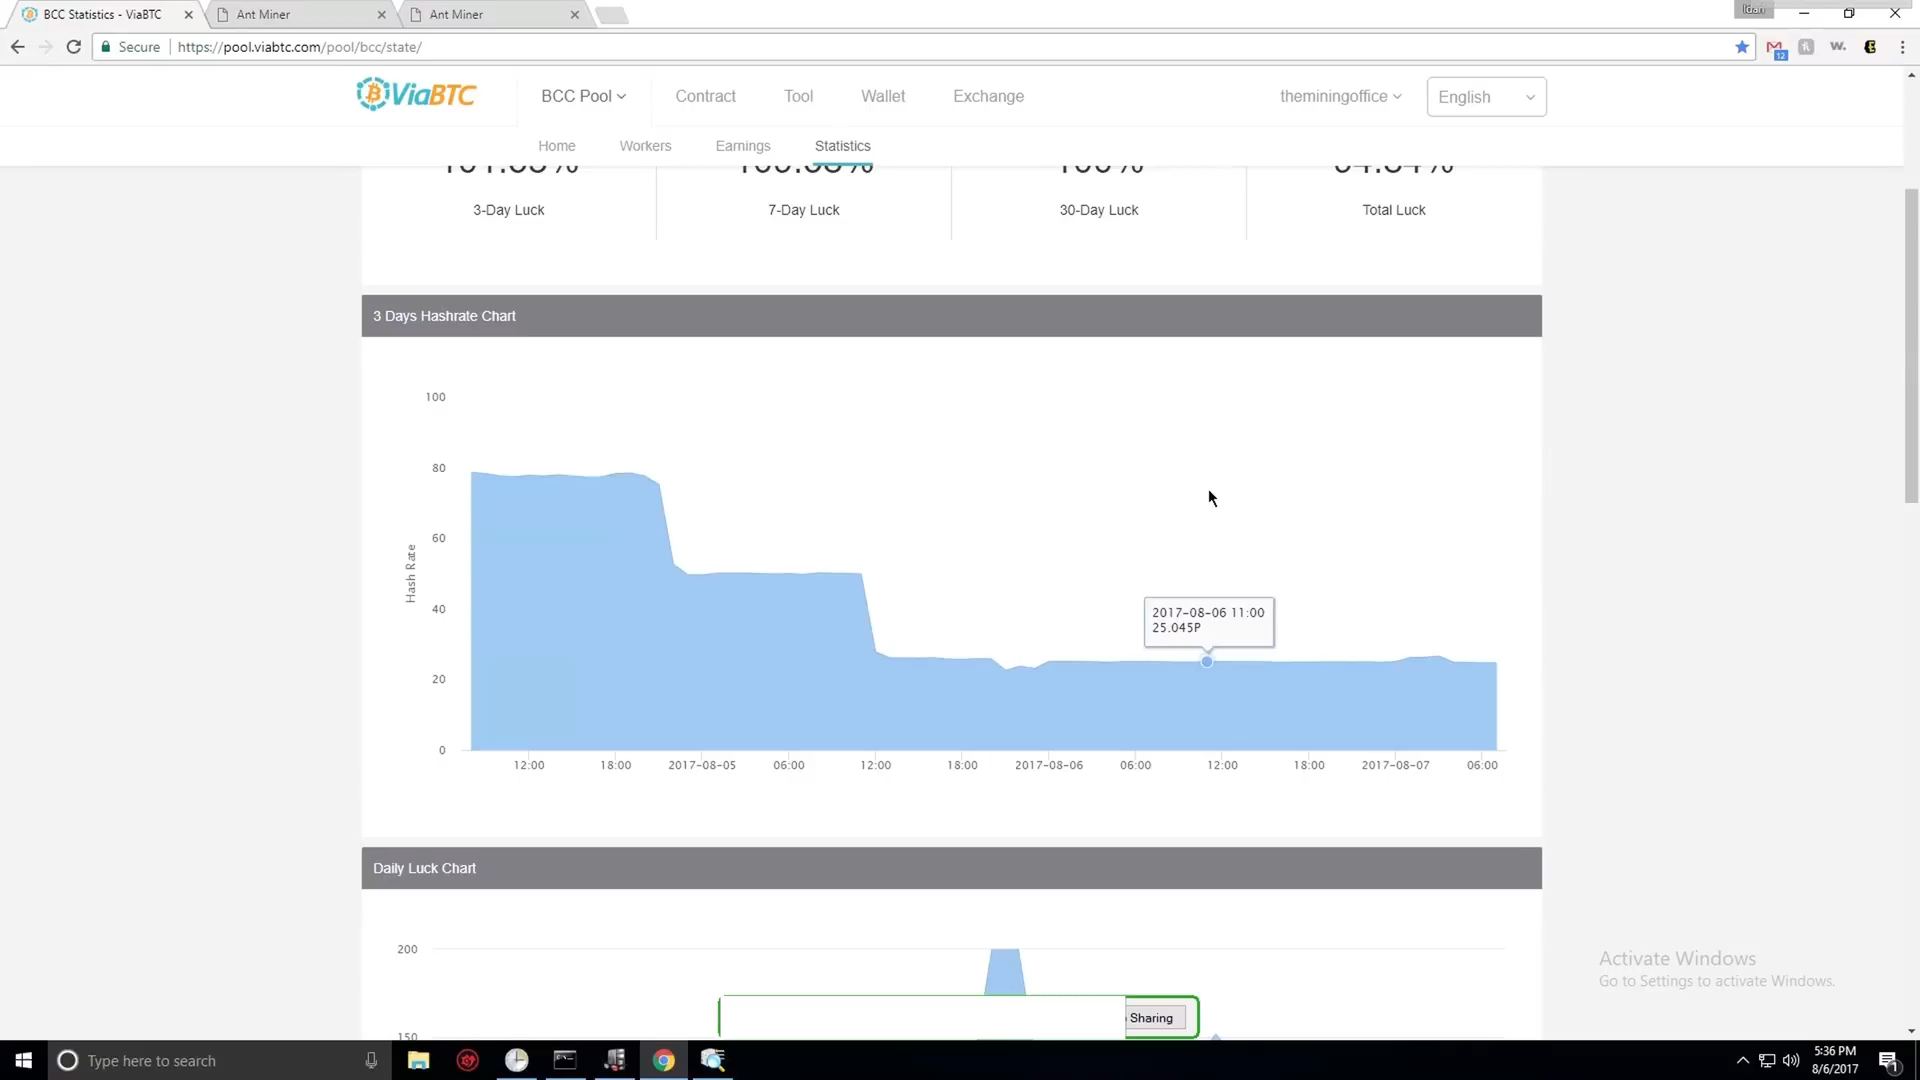 BCC Statistics - ViaBTC
Ant Miner
Ant Miner
Idan
Secure
https://pool.viabtc.com/pool/bcc/state/
12
ViaBTC
BCC Pool
Contract
Tool
Wallet
Exchange
theminingoffice
English
Home
Workers
Earnings
Statistics
3-Day Luck
7-Day Luck
30-Day Luck
Total Luck
3 Days Hashrate Chart
100
80
60
40
20
0
Hash Rate
2017-08-06 11:00
25.045P
12:00
18:00
2017-08-05
06:00
12:00
18:00
2017-08-06
06:00
12:00
18:00
2017-08-07
06:00
Daily Luck Chart
200
150
Activate Windows
Go to Settings to activate Windows.
Sharing
Type here to search
5:36 PM
8/6/2017
1